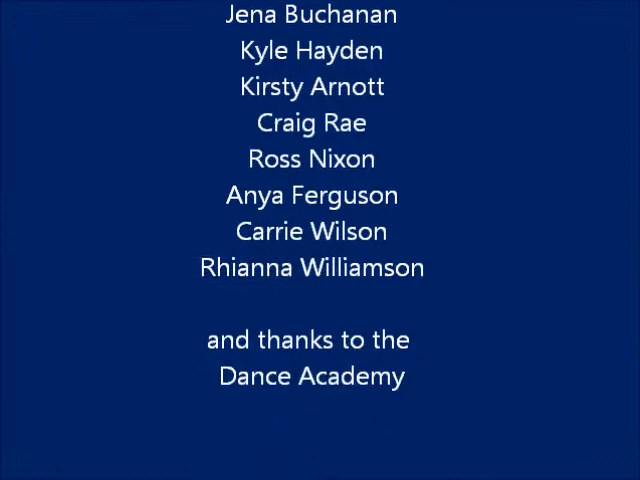 Jena Buchanan
Kyle Hayden
Kirsty Arnott
Craig Rae
Ross Nixon
Anya Ferguson
Carrie Wilson
Rhianna Williamson
and thanks to the
Dance Academy